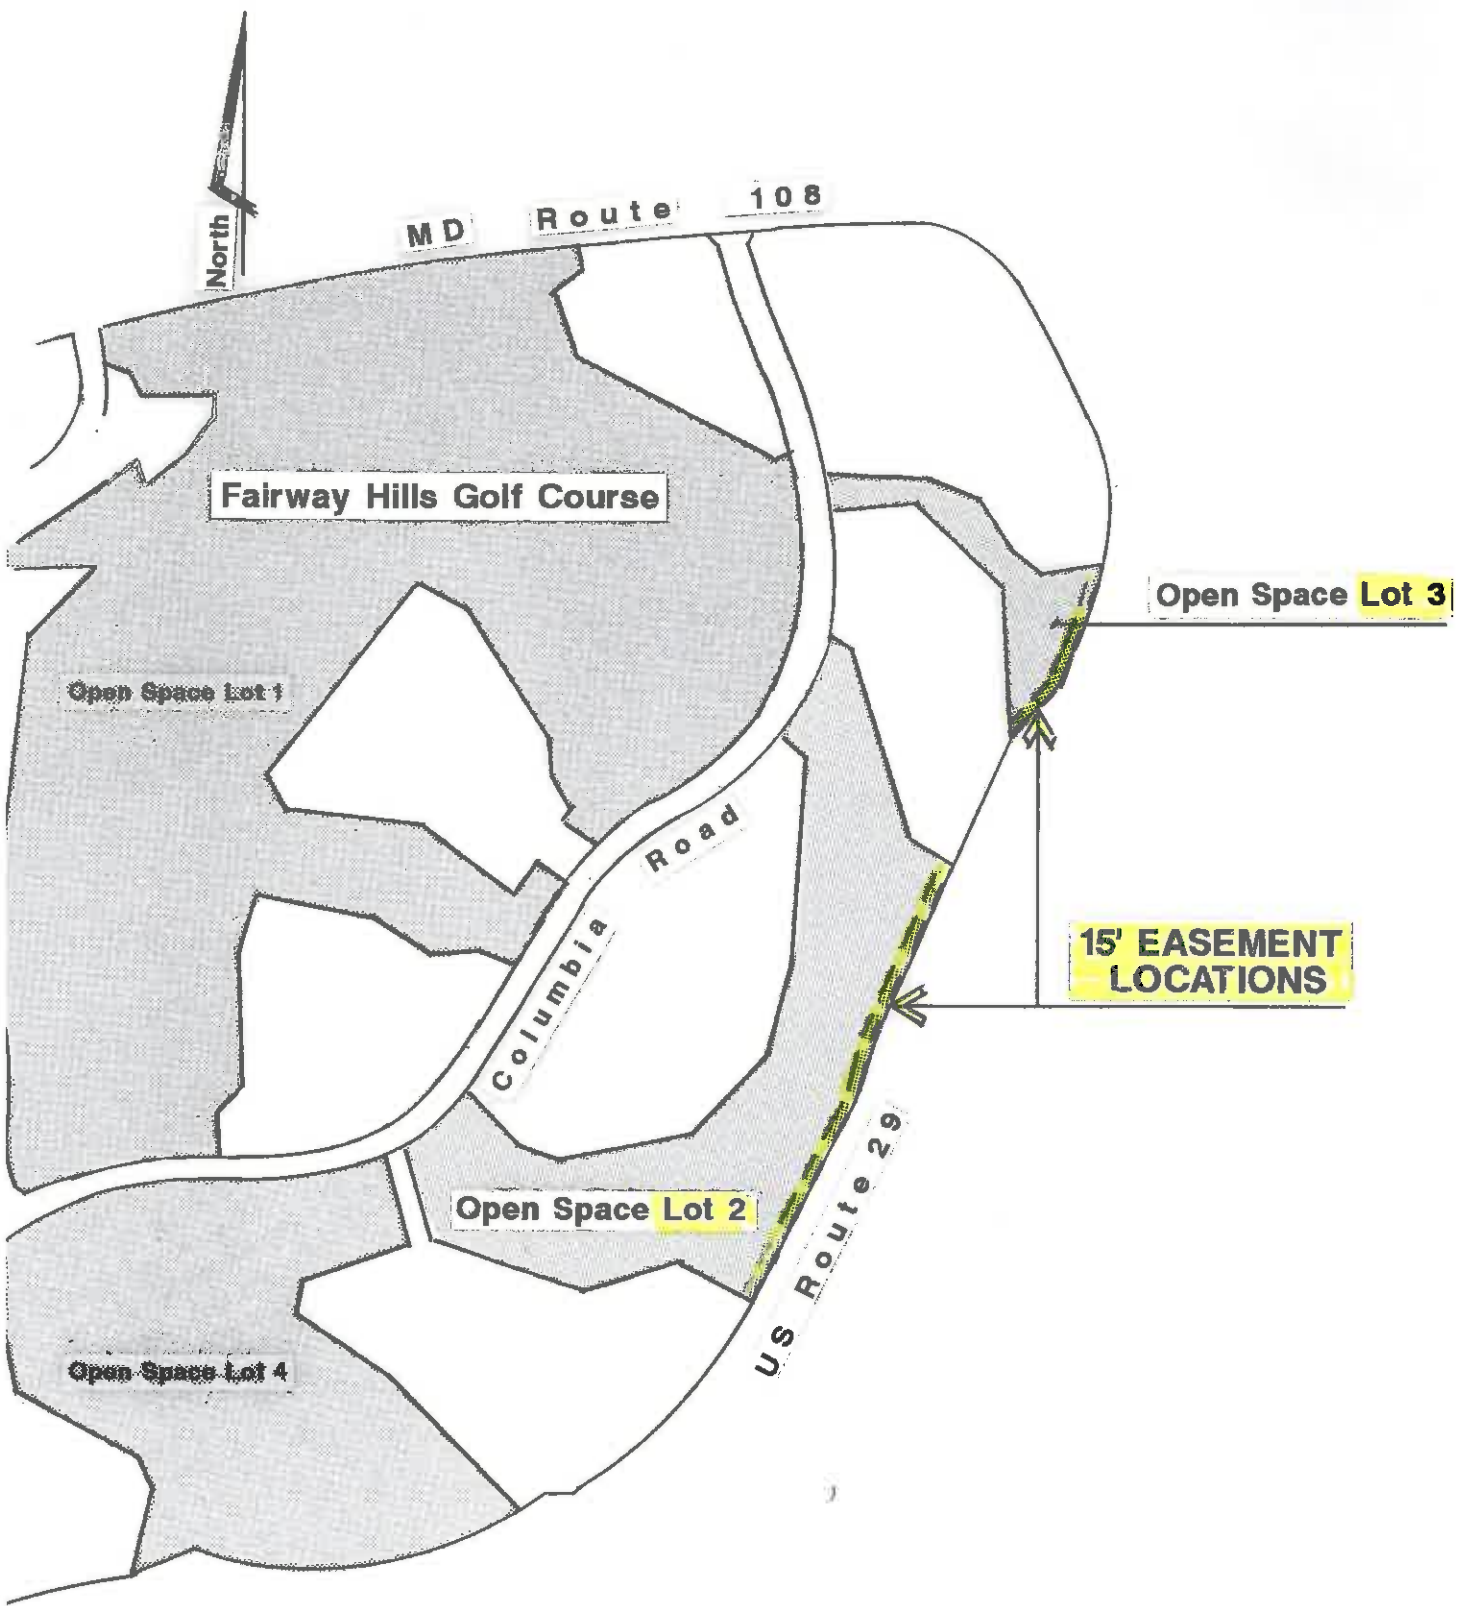 North
MD Route 108
Fairway Hills Golf Course
Open Space Lot 3
Open Space Lot 1
Columbia Road
15' EASEMENT
LOCATIONS
Open Space Lot 2
US Route 29
Open Space Lot 4